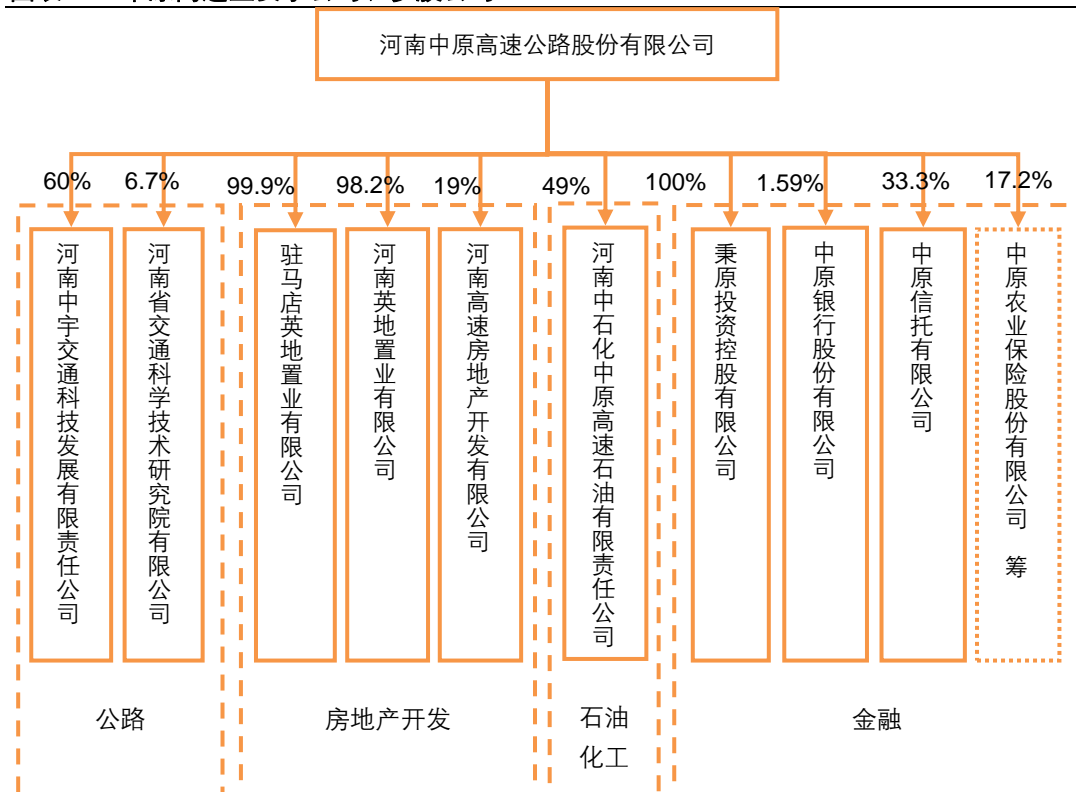 河南中原高速公路股份有限公司
60%
6.7%
99.9%
98.2%
19%
49%
100%
1.59%
33.3%
17.2%
河南中宇交通科技发展有限责任公司
河南省交通科学技术研究院有限公司
驻马店英地置业有限公司
河南英地置业有限公司
河南高速房地产开发有限公司
河南中石化中原高速石油有限责任公司
秉原投资控股有限公司
中原银行股份有限公司
中原信托有限公司
中原农业保险股份有限公司 筹
公路
房地产开发
石油
化工
金融